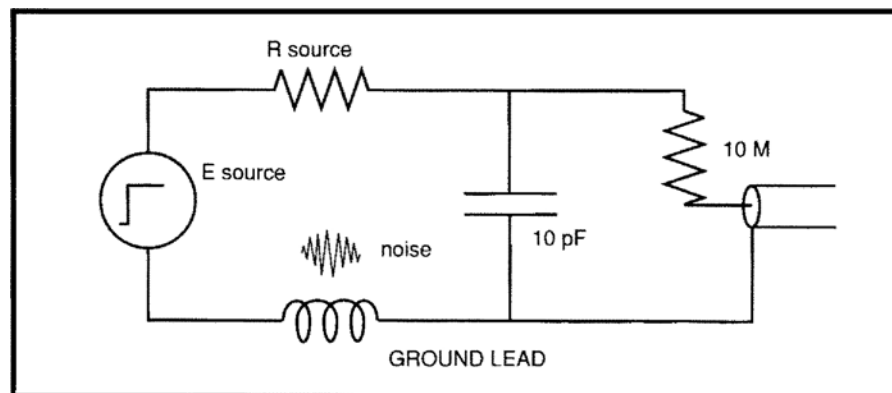 R source
E source
10 M
10 pF
noise
GROUND LEAD